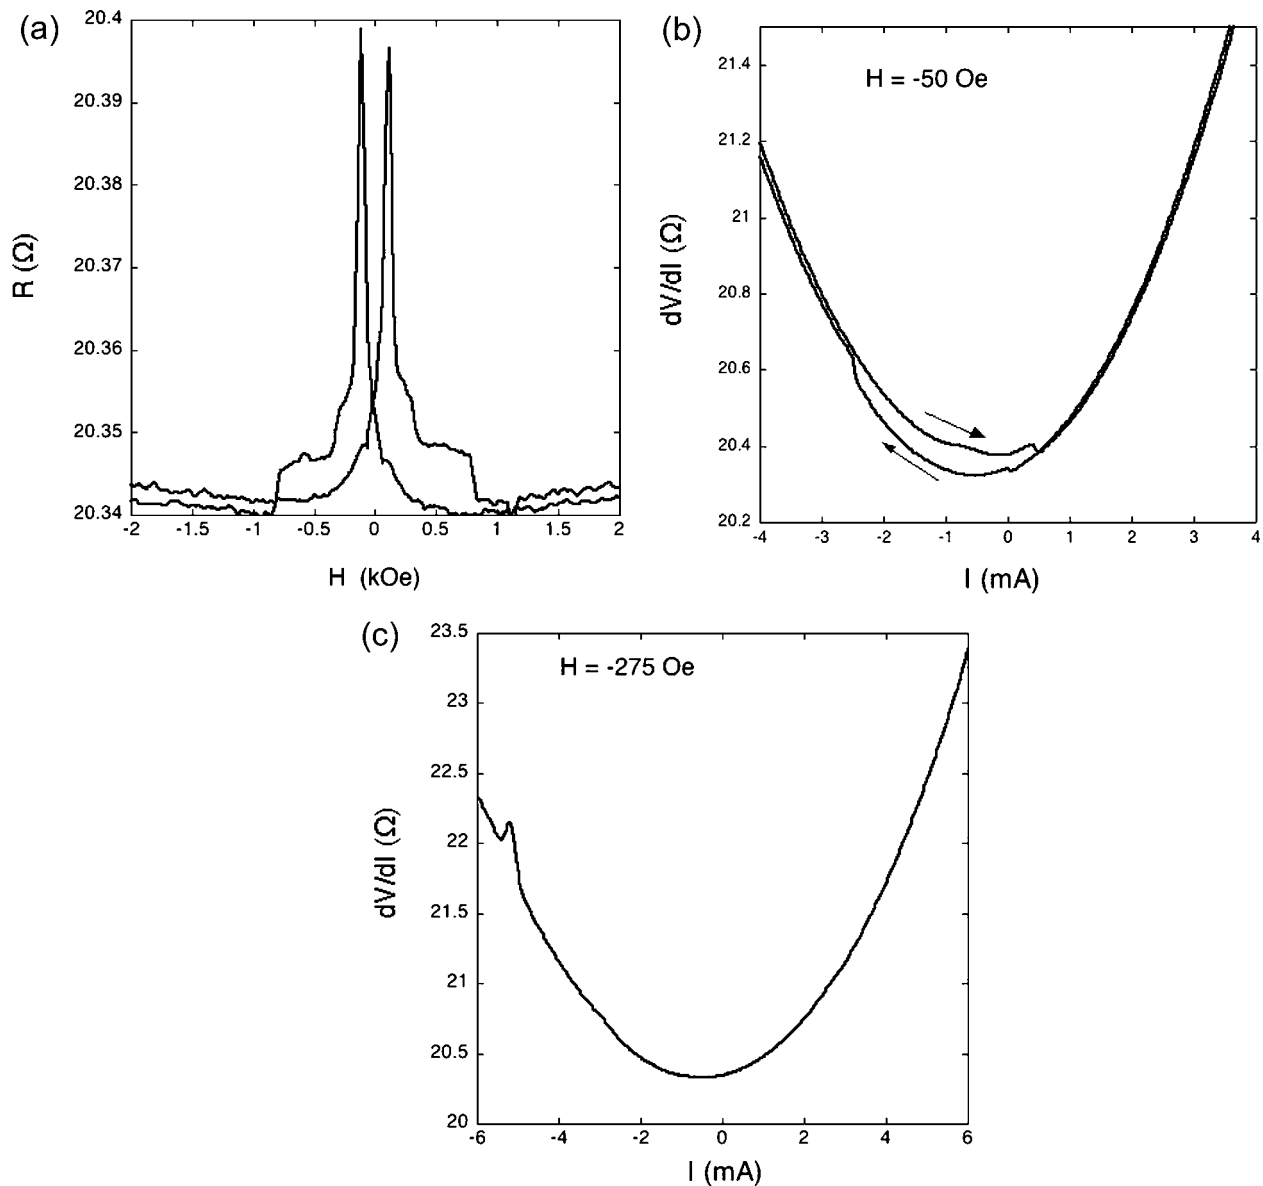 (a)
20.4
20.39
20.38
20.37
20.36
20.35
20.34
R (Ω)
-2 -1.5 -1 -0.5 0 0.5 1 1.5 2
H (kOe)
(b)
H = -50 Oe
21.4
21.2
21
20.8
20.6
20.4
20.2
dV/dI (Ω)
-4 -3 -2 -1 0 1 2 3 4
I (mA)
(c)
H = -275 Oe
23.5
23
22.5
22
21.5
21
20.5
20
dV/dI (Ω)
-6 -4 -2 0 2 4 6
I (mA)